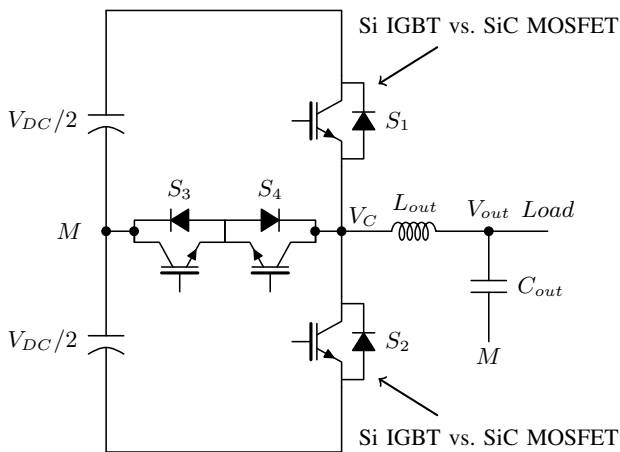 Si IGBT vs. SiC MOSFET
V_{DC}/2
S_1
S_3
S_4
L_{out}
V_C
V_{out} Load
M
C_{out}
V_{DC}/2
S_2
M
Si IGBT vs. SiC MOSFET